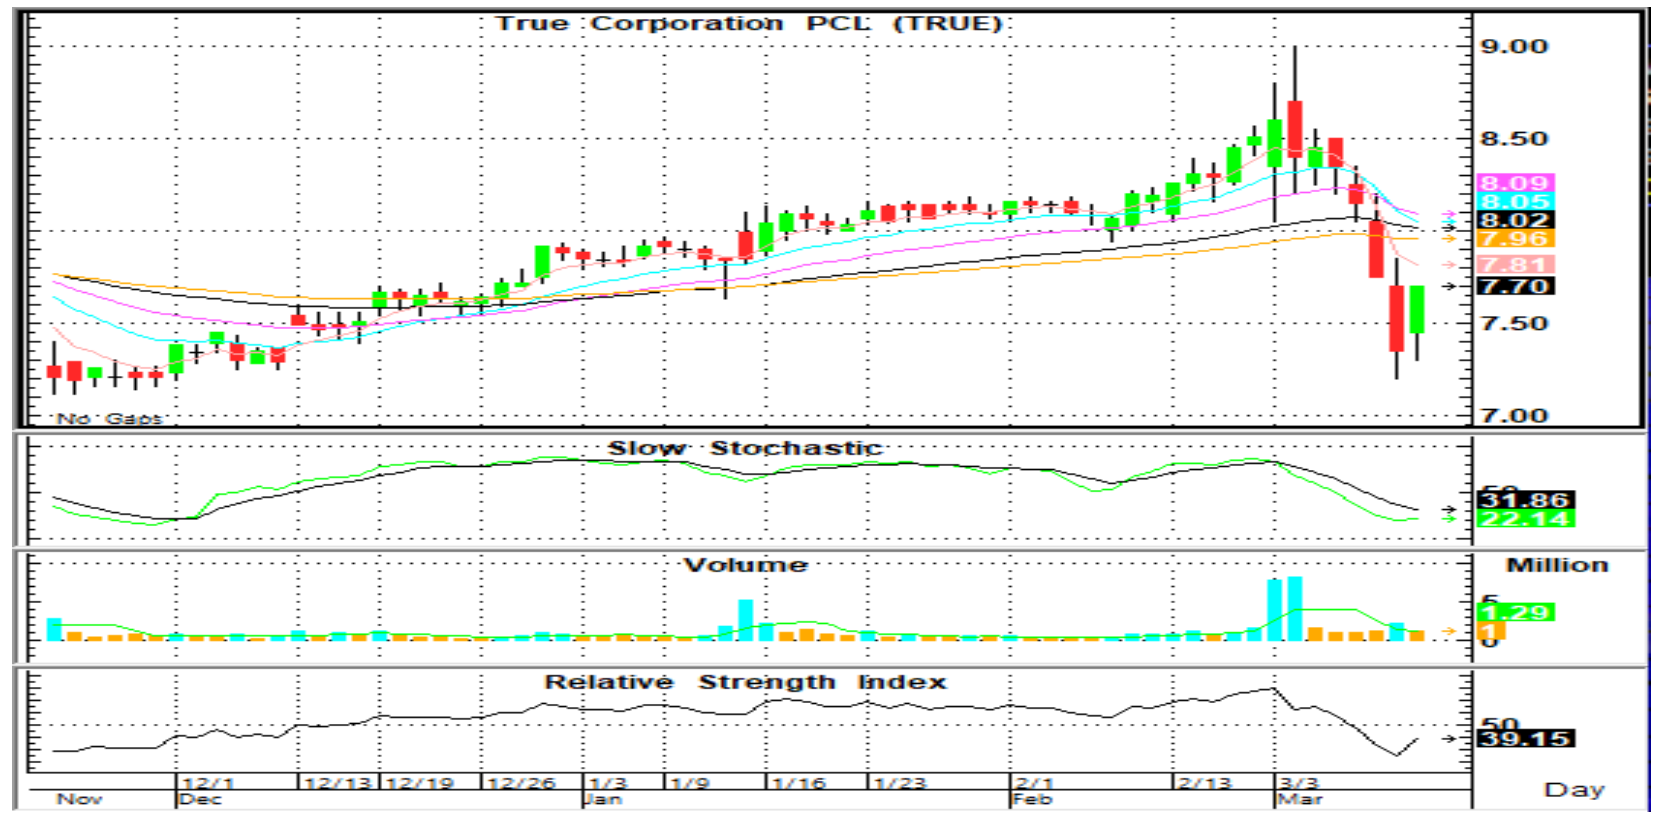 True Corporation PCL (TRUE)
9.00
8.50
8.09
8.05
8.02
7.96
7.81
7.70
7.50
7.00
No Gaps
Slow Stochastic
50
31.86
22.14
Volume
Million
5
1.29
1
0
Relative Strength Index
50
39.15
12/1 12/13 12/19 12/26 1/3 1/9 1/16 1/23 2/1 2/13 3/3
Nov Dec Jan Feb Mar
Day